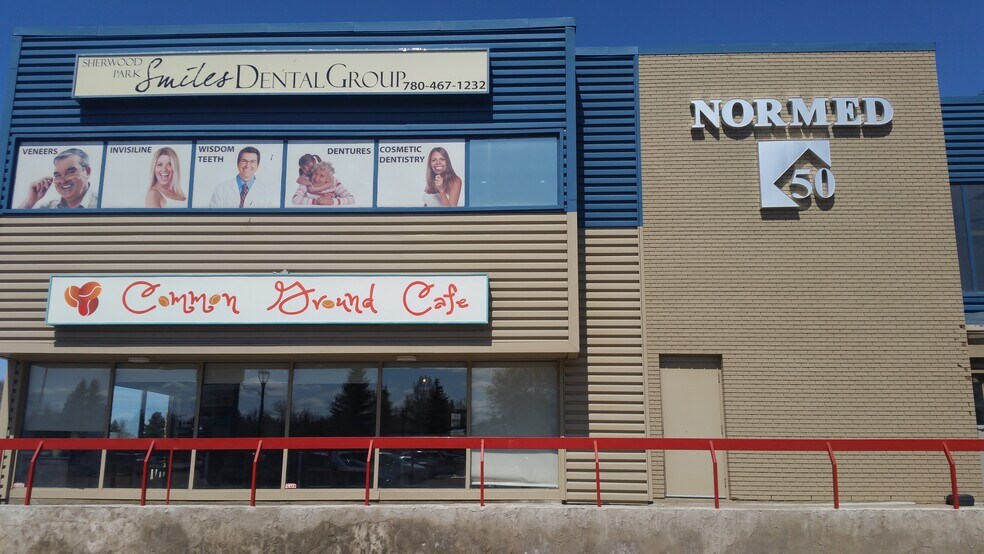 SHERWOOD
PARK
Smiles DENTAL GROUP
780-467-1232
VENEERS
INVISILINE
WISDOM
TEETH
DENTURES
COSMETIC
DENTISTRY
NORMED
50
Common Ground Cafe